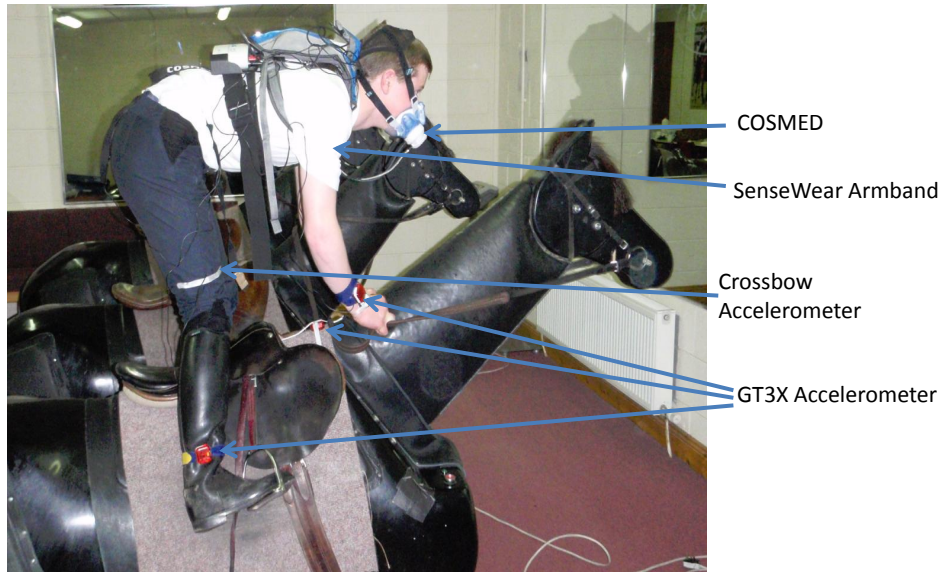 COSMED
SenseWear Armband
Crossbow
Accelerometer
GT3X Accelerometer